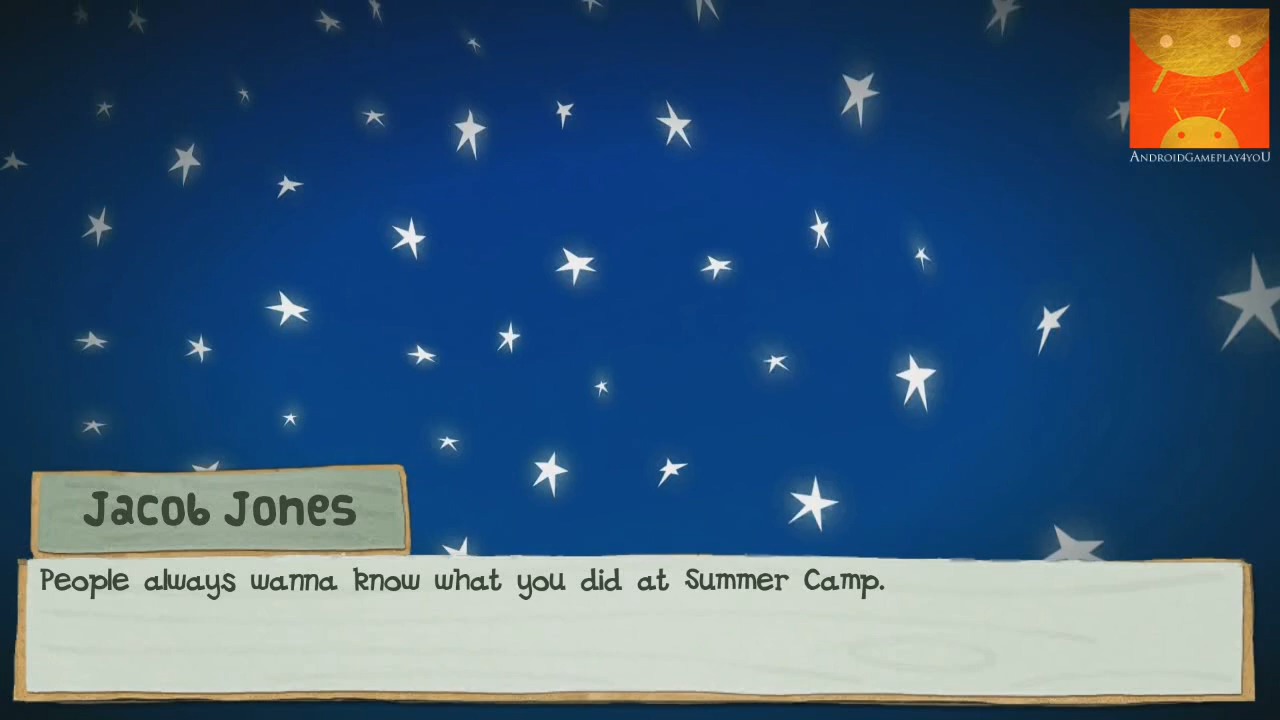 AndroidGameplay4you
Jacob Jones
People always wanna know what you did at Summer Camp.